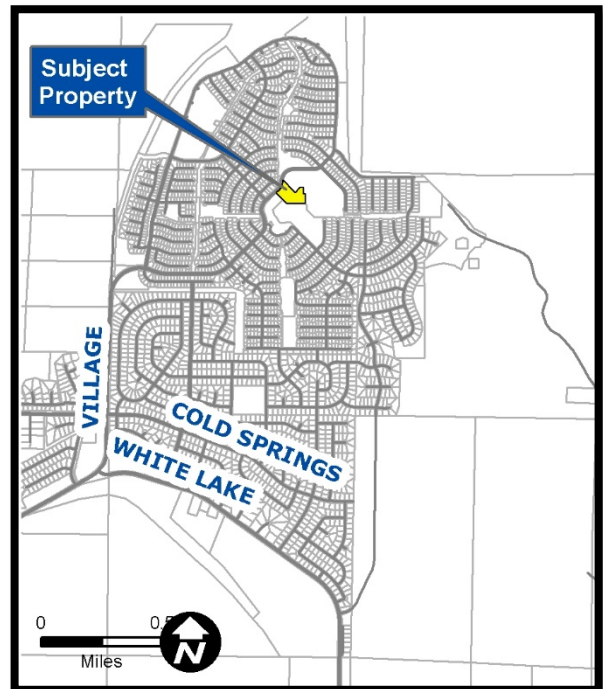 Subject
Property
VILLAGE
COLD SPRINGS
WHITE LAKE
0
Miles
N